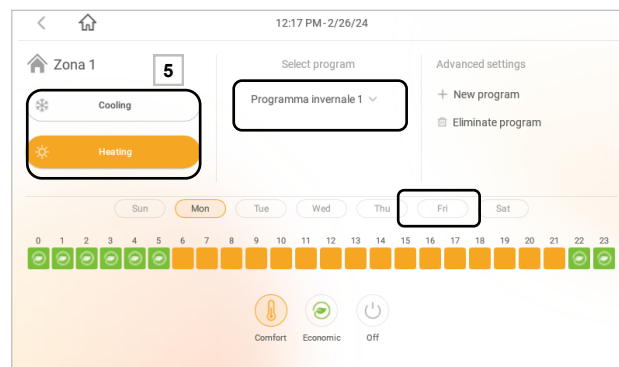 12:17 PM - 2/26/24
Zona 1
5
Select program
Advanced settings
Cooling
Programma invernale 1
New program
Eliminate program
Heating
Sun Mon Tue Wed Thu Fri Sat
0 1 2 3 4 5 6 7 8 9 10 11 12 13 14 15 16 17 18 19 20 21 22 23
Comfort Economic Off